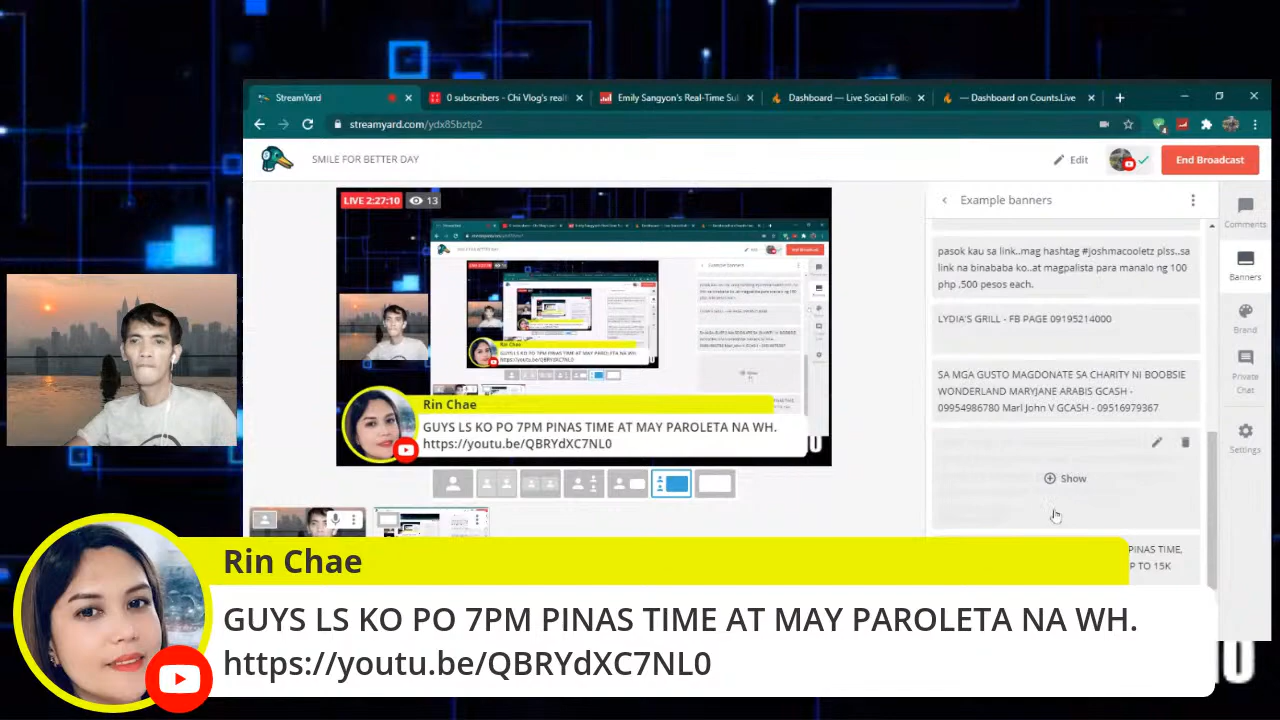 StreamYard
0 subscribers - Chi Vlog's real
Emily Sangyon's Real-Time Su
Dashboard — Live Social Follo
— Dashboard on Counts.Live
streamyard.com/ydx85bztp2
SMILE FOR BETTER DAY
Edit
End Broadcast
LIVE 2:27:10
13
Example banners
pasok kau sa link..mag hashtag #joshmacooletz plss..sa
link na binababa ko..at magpalista para manalo ng 100
php ,500 pesos each.
LYDIA'S GRILL - FB PAGE 09195214000
SA MGA GUSTO MAGDONATE SA CHARITY NI BOOBSIE
WONDERLAND MARYJANE ARABIS GCASH -
09954986780 Marl John V GCASH - 09516979367
Show
PINAS TIME,
P TO 15K
Comments
Banners
Brand
Private
Chat
Settings
Rin Chae
GUYS LS KO PO 7PM PINAS TIME AT MAY PAROLETA NA WH.
https://youtu.be/QBRYdXC7NL0
Rin Chae
GUYS LS KO PO 7PM PINAS TIME AT MAY PAROLETA NA WH.
https://youtu.be/QBRYdXC7NL0